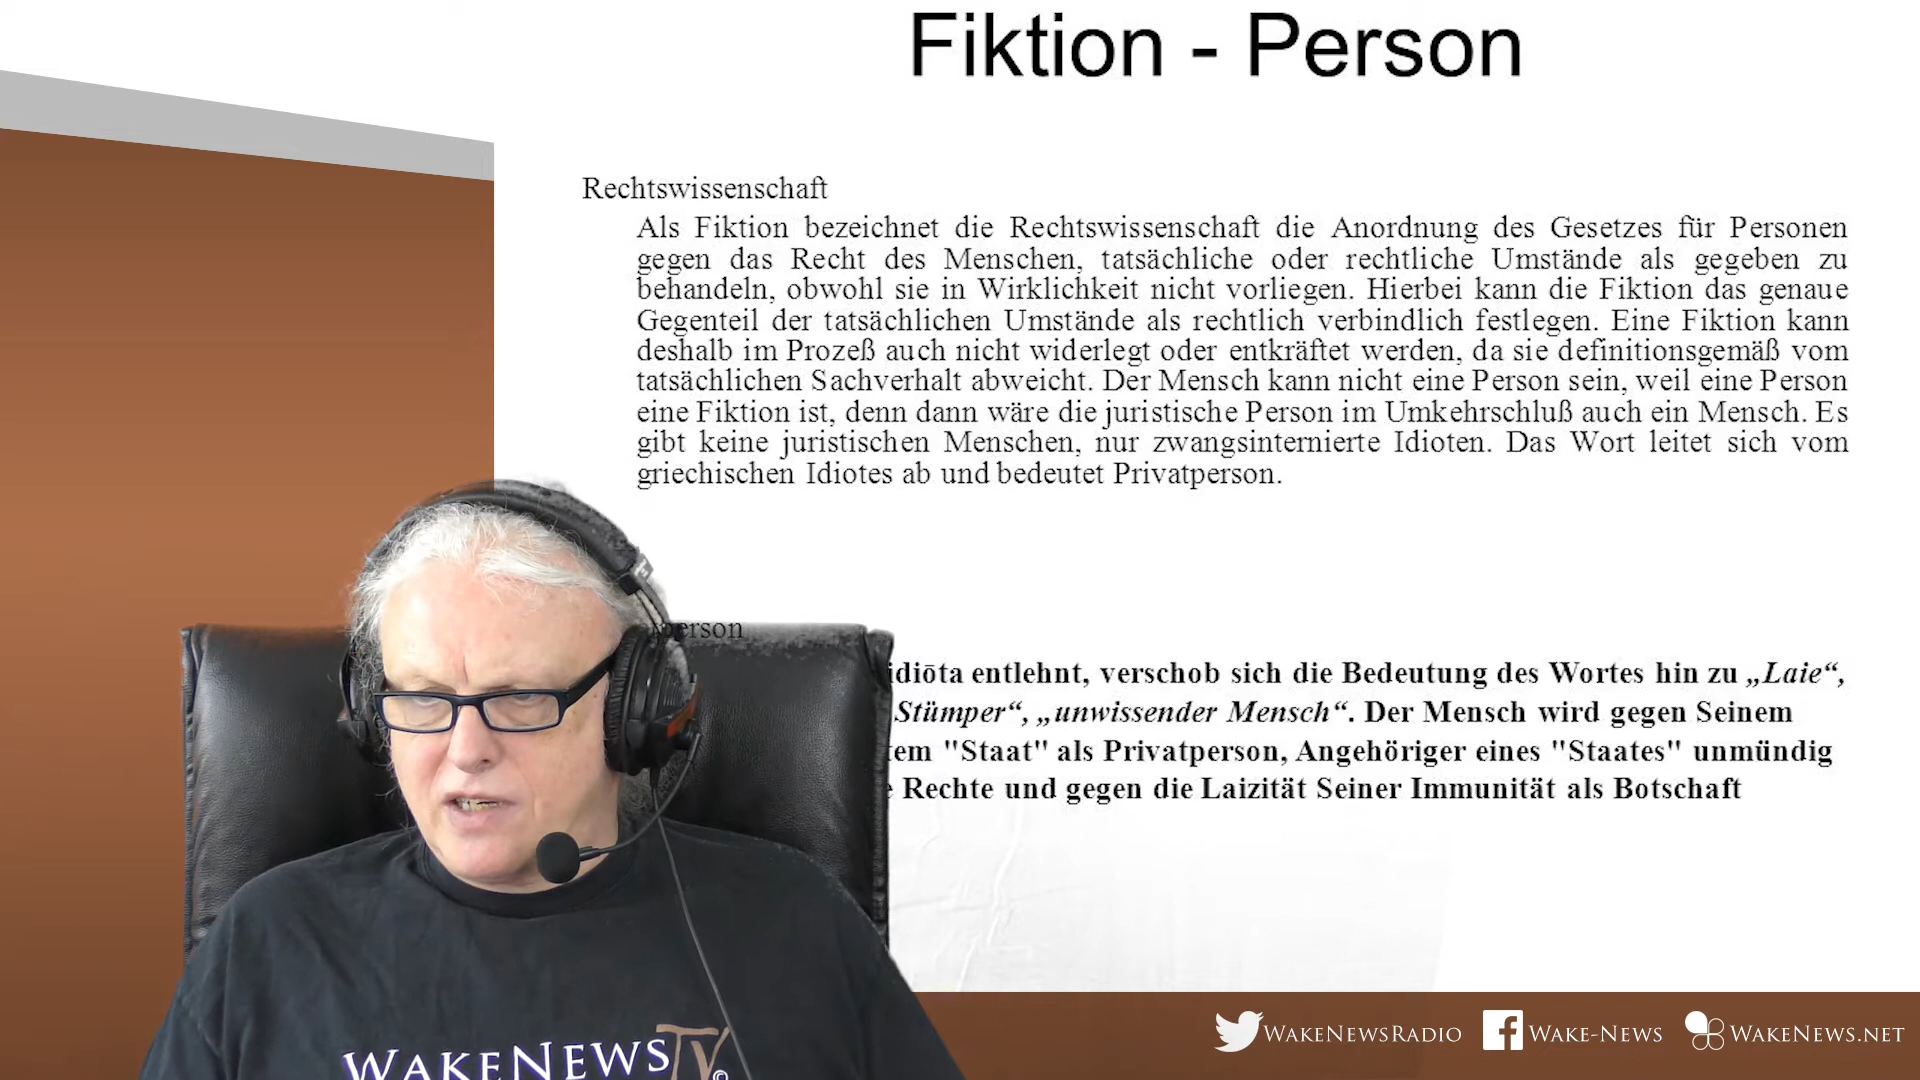 Fiktion - Person
Rechtswissenschaft
Als Fiktion bezeichnet die Rechtswissenschaft die Anordnung des Gesetzes für Personen
gegen das Recht des Menschen, tatsächliche oder rechtliche Umstände als gegeben zu
behandeln, obwohl sie in Wirklichkeit nicht vorliegen. Hierbei kann die Fiktion das genaue
Gegenteil der tatsächlichen Umstände als rechtlich verbindlich festlegen. Eine Fiktion kann
deshalb im Prozeß auch nicht widerlegt oder entkräftet werden, da sie definitionsgemäß vom
tatsächlichen Sachverhalt abweicht. Der Mensch kann nicht eine Person sein, weil eine Person
eine Fiktion ist, denn dann wäre die juristische Person im Umkehrschluß auch ein Mensch. Es
gibt keine juristischen Menschen, nur zwangsinternierte Idioten. Das Wort leitet sich vom
griechischen Idiotes ab und bedeutet Privatperson.
person
idiōta entlehnt, verschob sich die Bedeutung des Wortes hin zu „Laie“,
Stümper“, „unwissender Mensch“. Der Mensch wird gegen Seinem
"Staat" als Privatperson, Angehöriger eines "Staates" unmündig
Rechte und gegen die Laizität Seiner Immunität als Botschaft
WAKENEWSTV©
WAKENEWSRADIO WAKE-NEWS WAKENEWS.NET